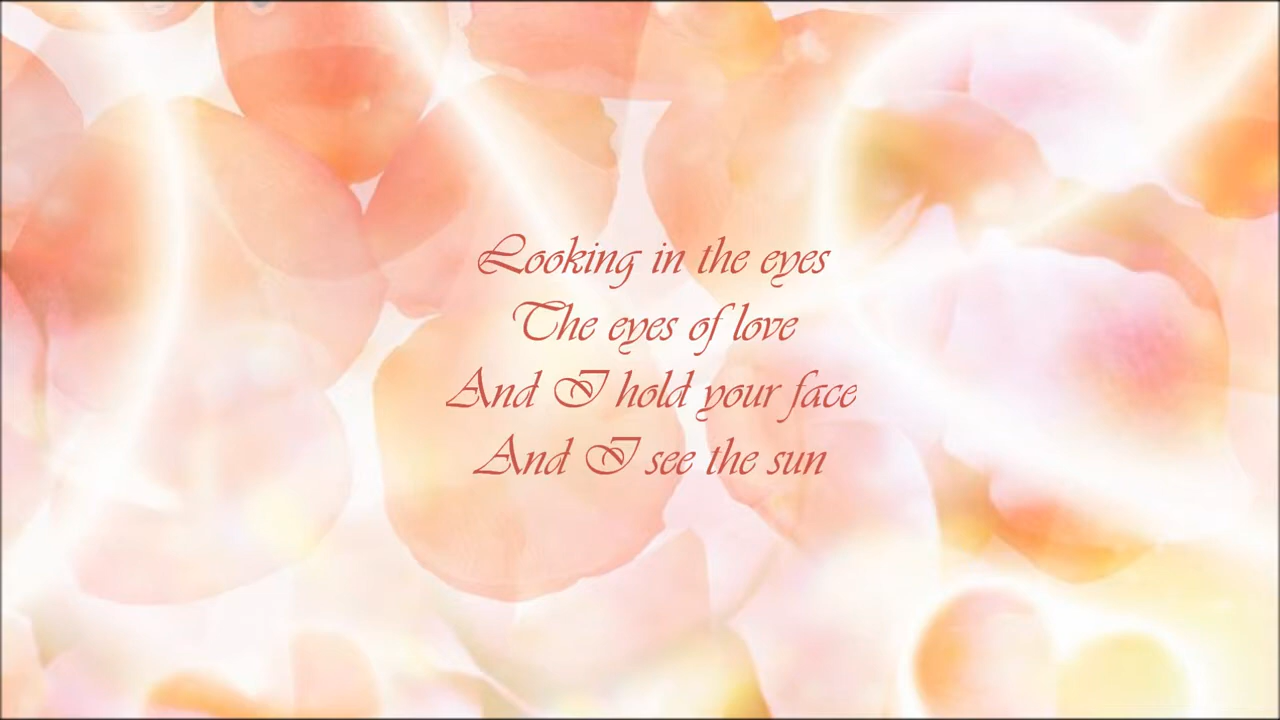 Looking in the eyes
The eyes of love
And I hold your face
And I see the sun